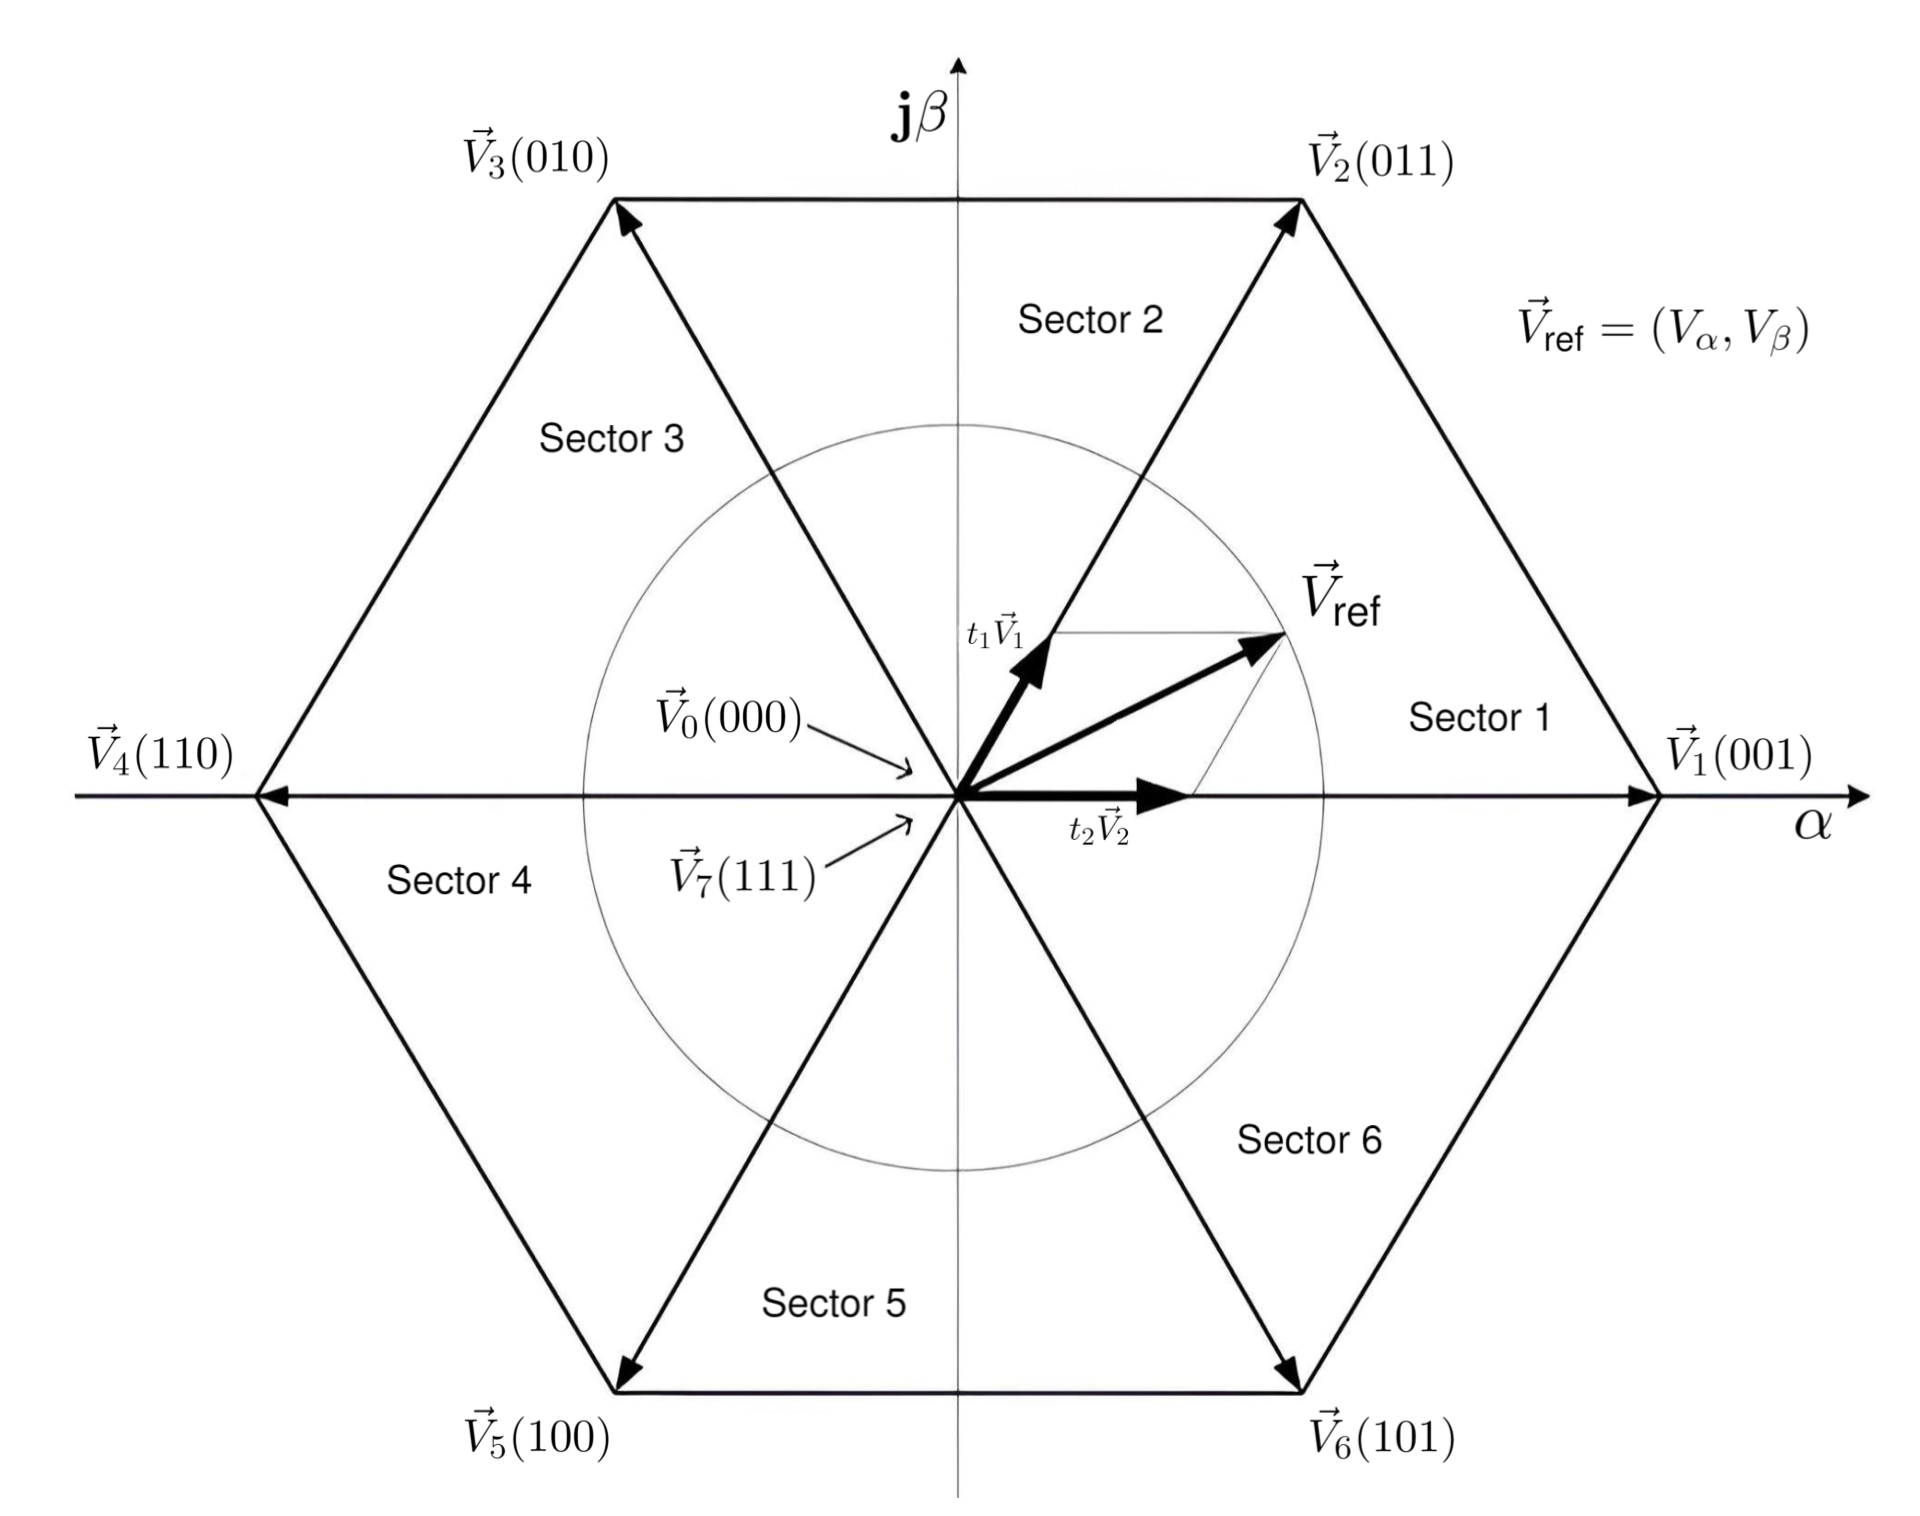 jβ
V⃗₃(010)
V⃗₂(011)
Sector 2
V⃗ref = (Vα, Vβ)
Sector 3
V⃗ref
t₁V⃗₁
V⃗₀(000)
Sector 1
V⃗₄(110)
V⃗₁(001)
α
t₂V⃗₂
V⃗₇(111)
Sector 4
Sector 6
Sector 5
V⃗₅(100)
V⃗₆(101)